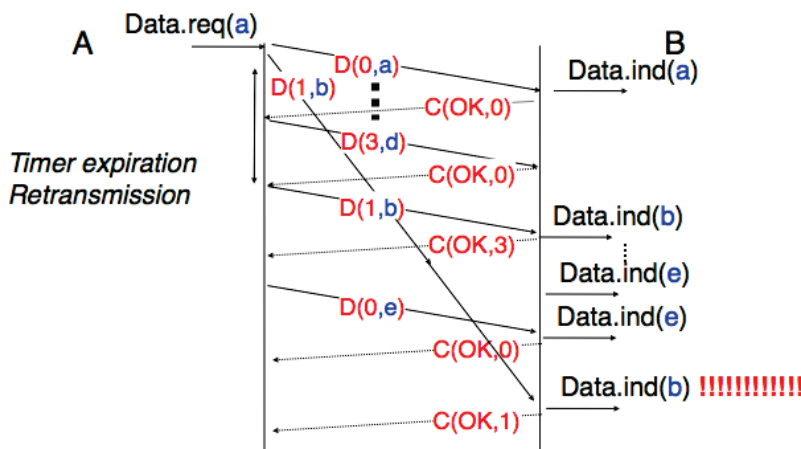 A
Data.req(a)
B
D(0,a)
Data.ind(a)
D(1,b)
C(OK,0)
D(3,d)
Timer expiration
Retransmission
C(OK,0)
D(1,b)
Data.ind(b)
C(OK,3)
Data.ind(e)
D(0,e)
Data.ind(e)
C(OK,0)
Data.ind(b) !!!!!!!!!!!!
C(OK,1)